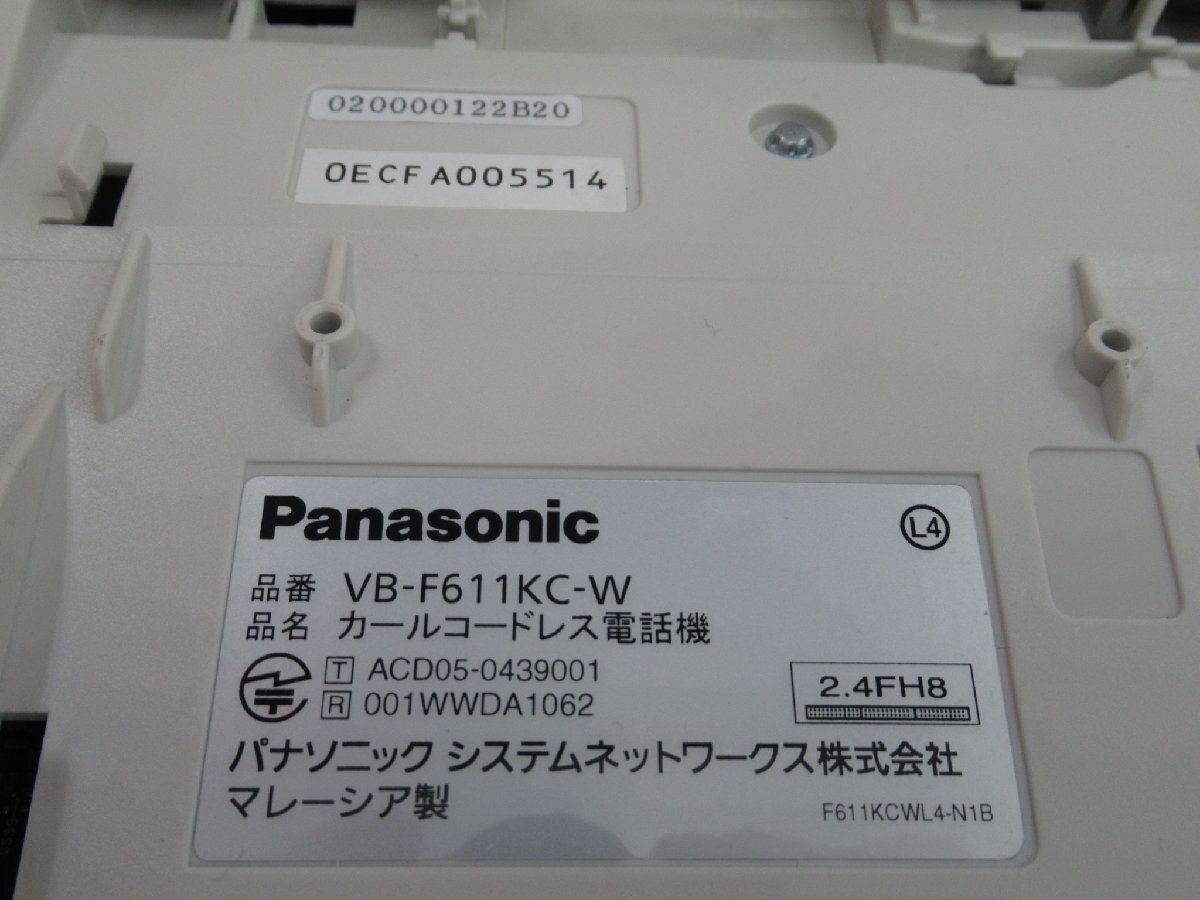 020000122B20
0ECFA005514
Panasonic
L4
品番 VB-F611KC-W
品名 カールコードレス電話機
T ACD05-0439001
R 001WWDA1062
2.4FH8
パナソニック システムネットワークス株式会社
マレーシア製
F611KCWL4-N1B